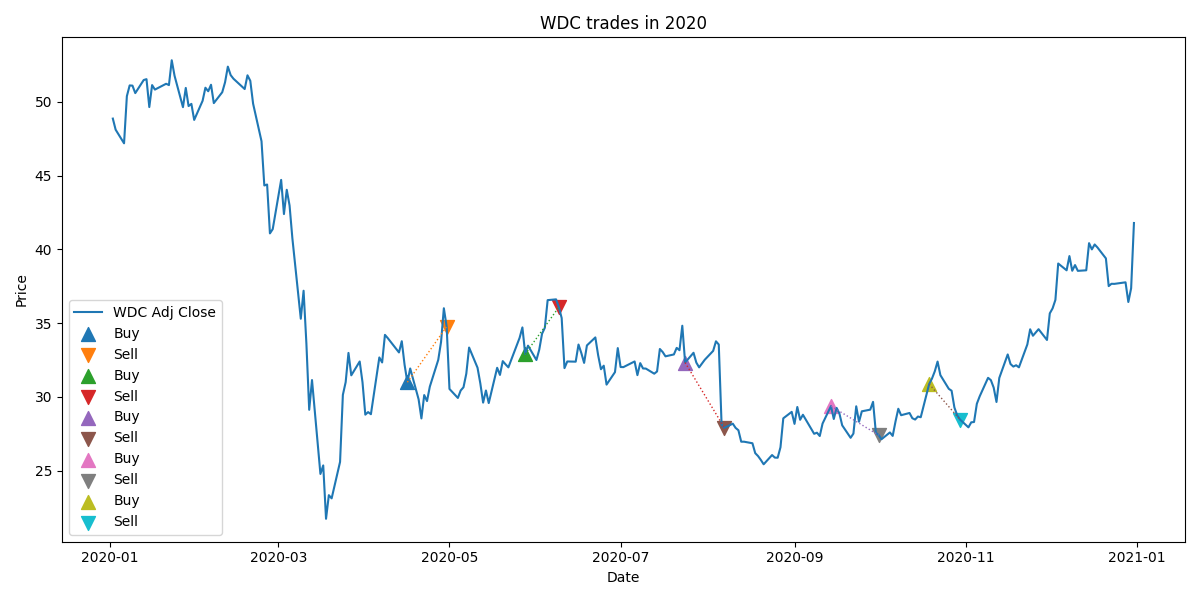 WDC trades in 2020
Price
50
45
40
35
30
25
WDC Adj Close
Buy
Sell
Buy
Sell
Buy
Sell
Buy
Sell
Buy
Sell
2020-01
2020-03
2020-05
2020-07
2020-09
2020-11
2021-01
Date